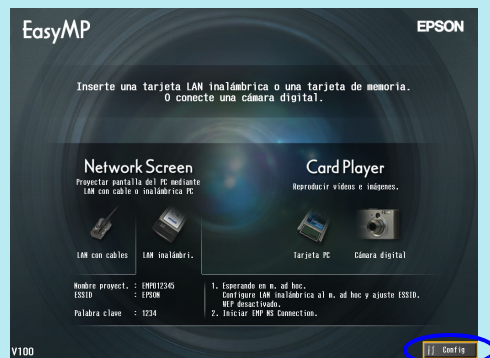 EasyMP
EPSON
Inserte una tarjeta LAN inalámbrica o una tarjeta de memoria.
O conecte una cámara digital.
Network Screen
Proyectar pantalla del PC mediante
LAN con cable o inalámbrica PC
LAN con cables
LAN inalámbri.
Card Player
Reproducir vídeos e imágenes.
Tarjeta PC
Cámara digital
Nombre proyect. : EMP012345
ESSID : EPSON
Palabra clave : 1234
1. Esperando en m. ad hoc.
Configure LAN inalámbrica al m. ad hoc y ajuste ESSID.
WEP desactivado.
2. Iniciar EMP NS Connection.
V100
Config